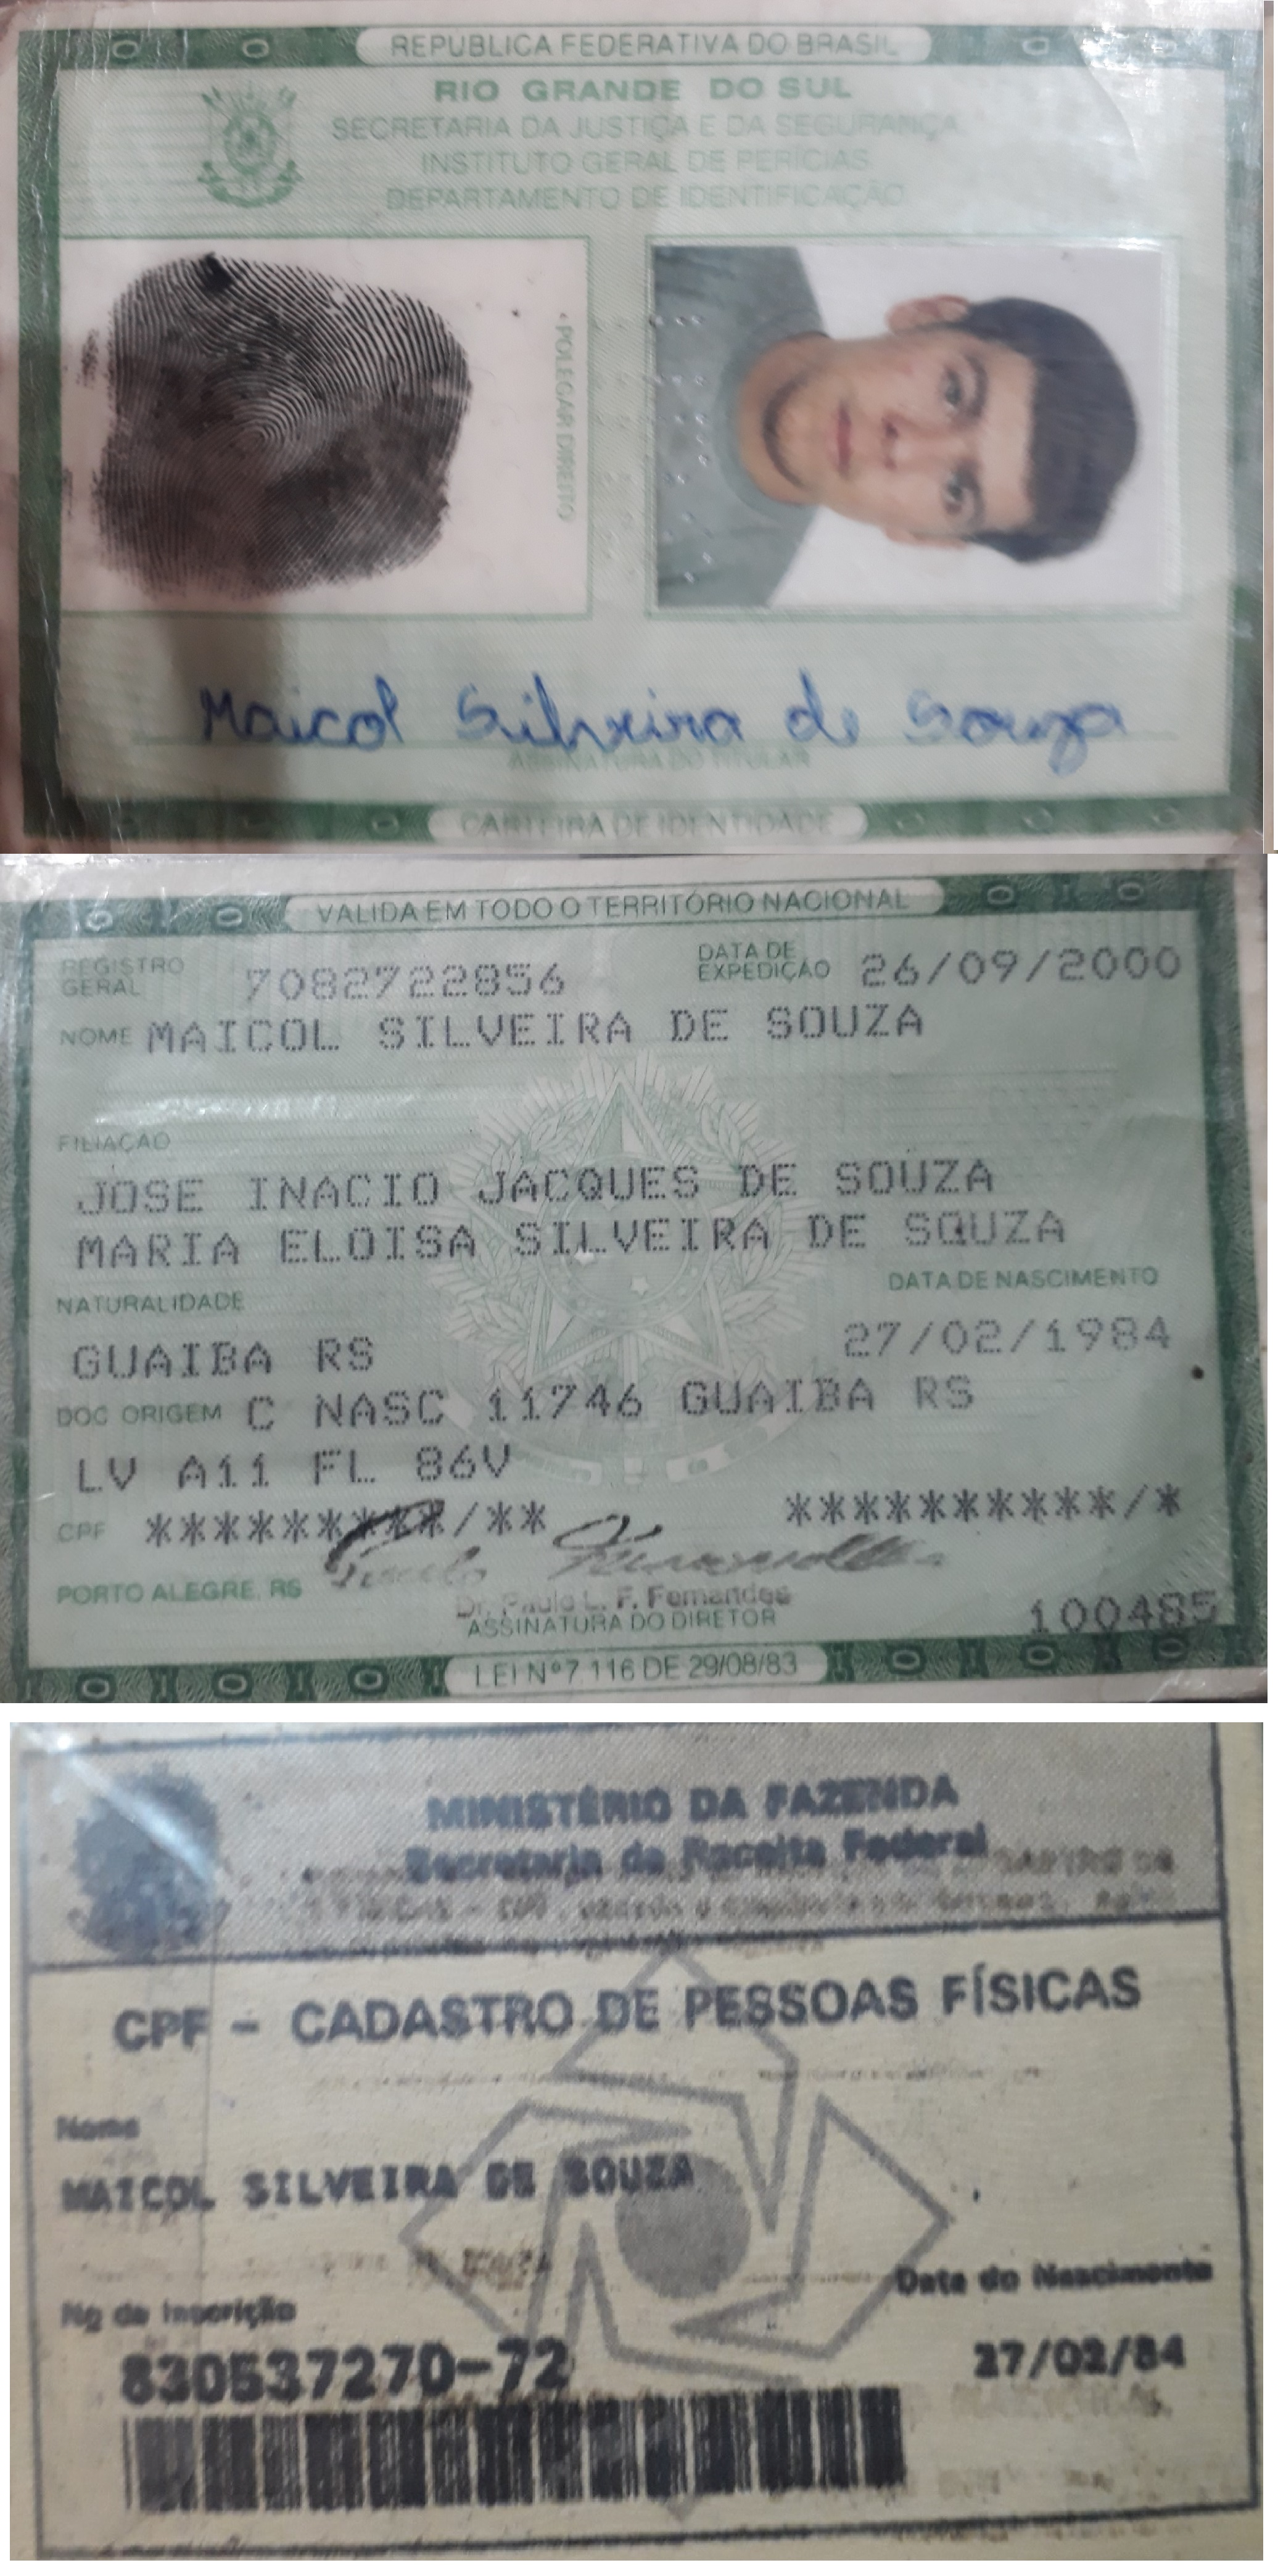 REPUBLICA FEDERATIVA DO BRASIL
RIO GRANDE DO SUL
SECRETARIA DA JUSTIÇA E DA SEGURANÇA
INSTITUTO GERAL DE PERÍCIAS
DEPARTAMENTO DE IDENTIFICAÇÃO
POLEGAR DIREITO
Maicol Silveira de Souza
ASSINATURA DO TITULAR
CARTEIRA DE IDENTIDADE
VALIDA EM TODO O TERRITÓRIO NACIONAL
REGISTRO GERAL 7082722856 DATA DE EXPEDIÇÃO 26/09/2000
NOME MAICOL SILVEIRA DE SOUZA
FILIAÇÃO
JOSE INACIO JACQUES DE SOUZA
MARIA ELOISA SILVEIRA DE SOUZA
NATURALIDADE DATA DE NASCIMENTO
GUAIBA RS 27/02/1984
DOC ORIGEM C NASC 11746 GUAIBA RS
LV A11 FL 86V
CPF *********/** **********/*
PORTO ALEGRE, RS
Dr. Paulo L. F. Fernandes
ASSINATURA DO DIRETOR
100485
LEI Nº 7.116 DE 29/08/83
MINISTÉRIO DA FAZENDA
Secretaria da Receita Federal
CPF - CADASTRO DE PESSOAS FÍSICAS
Nome
MAICOL SILVEIRA DE SOUZA
Nº de Inscrição Data do Nascimento
830537270-72 27/02/84